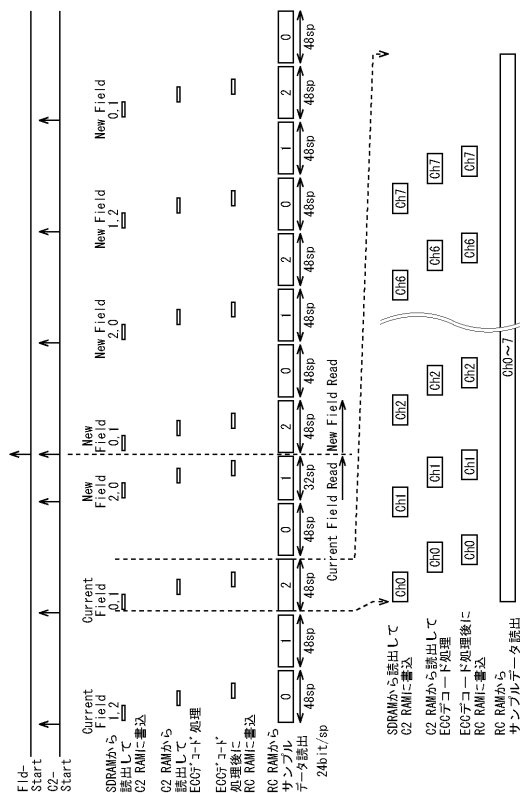 Fld-
Start
C2-
Start
Current
Field
1,2
Current
Field
0,1
New
Field
2,0
New
Field
0,1
New Field
2,0
New Field
1,2
New Field
0,1
SDRAMから
読出して
C2 RAMに書込
C2 RAMから
読出して
ECCデコード処理
ECCデコード
処理後に
RC RAMに書込
RC RAMから
サンプル
データ読出
24bit/sp
0 1 2 0 1 2 0 1 2 0 1 2 0
48sp 48sp 48sp 48sp 32sp 48sp 48sp 48sp 48sp 48sp 48sp 48sp 48sp
Current Field Read New Field Read
SDRAMから読出して
C2 RAMに書込
Ch0 Ch1 Ch2 Ch6 Ch7
C2 RAMから読出して
ECCデコード処理
Ch0 Ch1 Ch2 Ch6 Ch7
ECCデコード処理後に
RC RAMに書込
Ch0 Ch1 Ch2 Ch6 Ch7
RC RAMから
サンプルデータ読出
Ch0～7